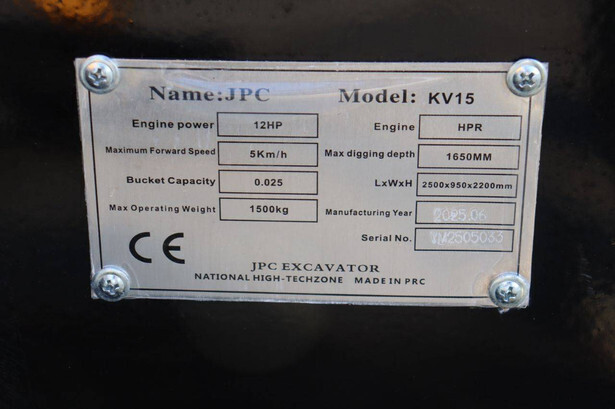 Name:JPC Model: KV15
Engine power 12HP Engine HPR
Maximum Forward Speed 5Km/h Max digging depth 1650MM
Bucket Capacity 0.025 LxWxH 2500x950x2200mm
Max Operating Weight 1500kg Manufacturing Year 2025.06
Serial No.
CE
JPC EXCAVATOR
NATIONAL HIGH-TECHZONE MADE IN PRC